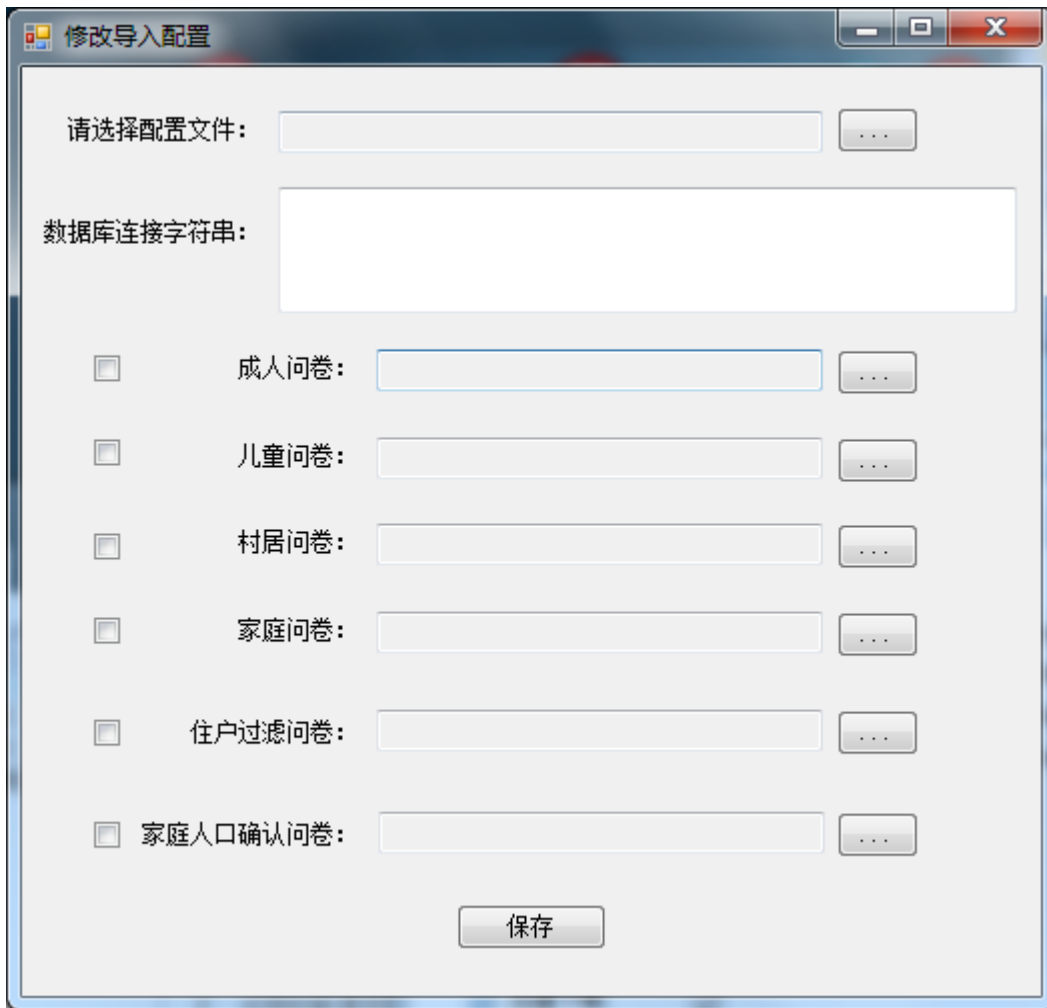 修改导入配置
请选择配置文件： ...
数据库连接字符串：
成人问卷： ...
儿童问卷： ...
村居问卷： ...
家庭问卷： ...
住户过滤问卷： ...
家庭人口确认问卷： ...
保存